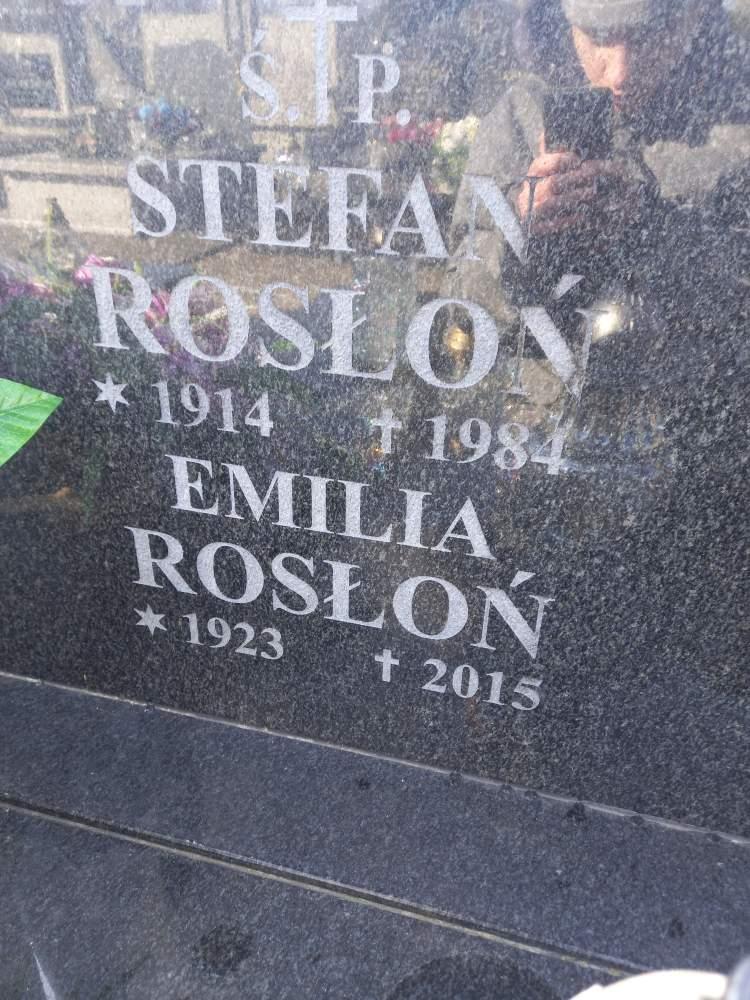 Ś. † P.
STEFAN
ROSŁOŃ
* 1914 † 1984
EMILIA
ROSŁOŃ
* 1923 † 2015